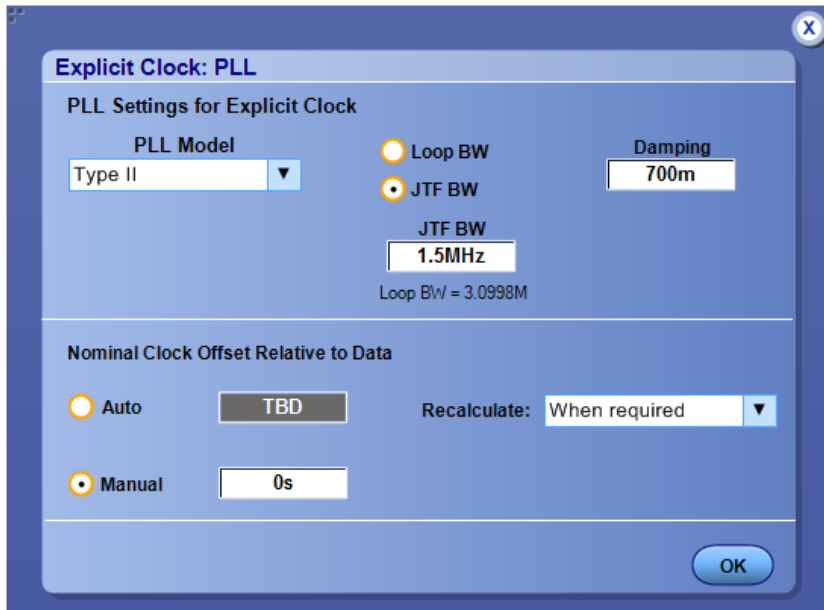 X
Explicit Clock: PLL
PLL Settings for Explicit Clock
PLL Model
Type II
Loop BW
JTF BW
JTF BW
1.5MHz
Loop BW = 3.0998M
Damping
700m
Nominal Clock Offset Relative to Data
Auto
TBD
Recalculate:
When required
Manual
0s
OK